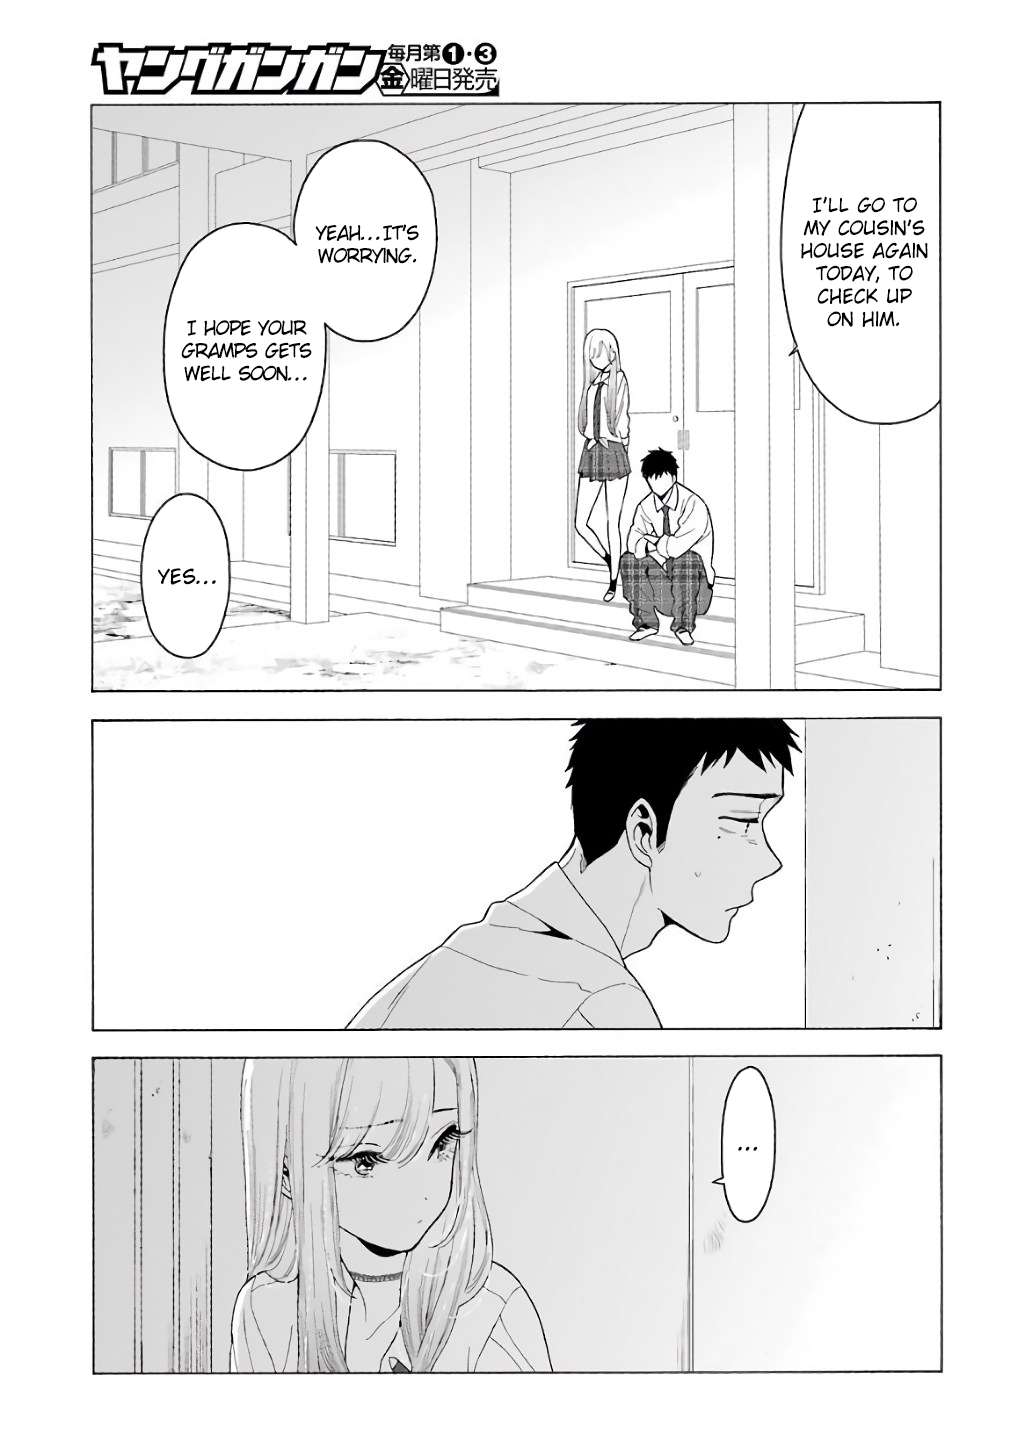 ヤングガンガン
毎月第❶・❸
金曜日発売
I'LL GO TO
MY COUSIN'S
HOUSE AGAIN
TODAY, TO
CHECK UP
ON HIM.
YEAH...IT'S
WORRYING.
I HOPE YOUR
GRAMPS GETS
WELL SOON...
YES...
...